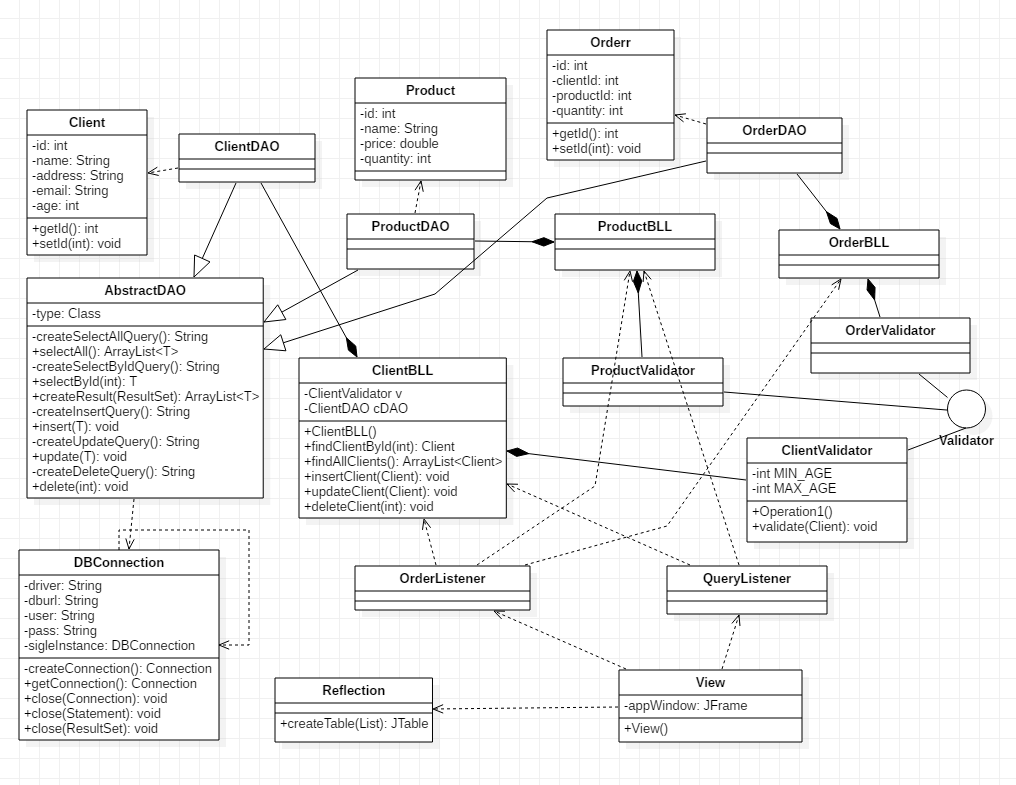 Orderr
-id: int
-clientId: int
-productId: int
-quantity: int
+getId(): int
+setId(int): void
Product
-id: int
-name: String
-price: double
-quantity: int
Client
-id: int
-name: String
-address: String
-email: String
-age: int
+getId(): int
+setId(int): void
ClientDAO
OrderDAO
ProductDAO
ProductBLL
OrderBLL
AbstractDAO
-type: Class
-createSelectAllQuery(): String
+selectAll(): ArrayList<T>
-createSelectByIdQuery(): String
+selectById(int): T
+createResult(ResultSet): ArrayList<T>
-createInsertQuery(): String
+insert(T): void
-createUpdateQuery(): String
+update(T): void
-createDeleteQuery(): String
+delete(int): void
OrderValidator
ClientBLL
-ClientValidator v
-ClientDAO cDAO
+ClientBLL()
+findClientById(int): Client
+findAllClients(): ArrayList<Client>
+insertClient(Client): void
+updateClient(Client): void
+deleteClient(int): void
ProductValidator
Validator
ClientValidator
-int MIN_AGE
-int MAX_AGE
+Operation1()
+validate(Client): void
DBConnection
-driver: String
-dburl: String
-user: String
-pass: String
-sigleInstance: DBConnection
-createConnection(): Connection
+getConnection(): Connection
+close(Connection): void
+close(Statement): void
+close(ResultSet): void
OrderListener
QueryListener
Reflection
+createTable(List): JTable
View
-appWindow: JFrame
+View()